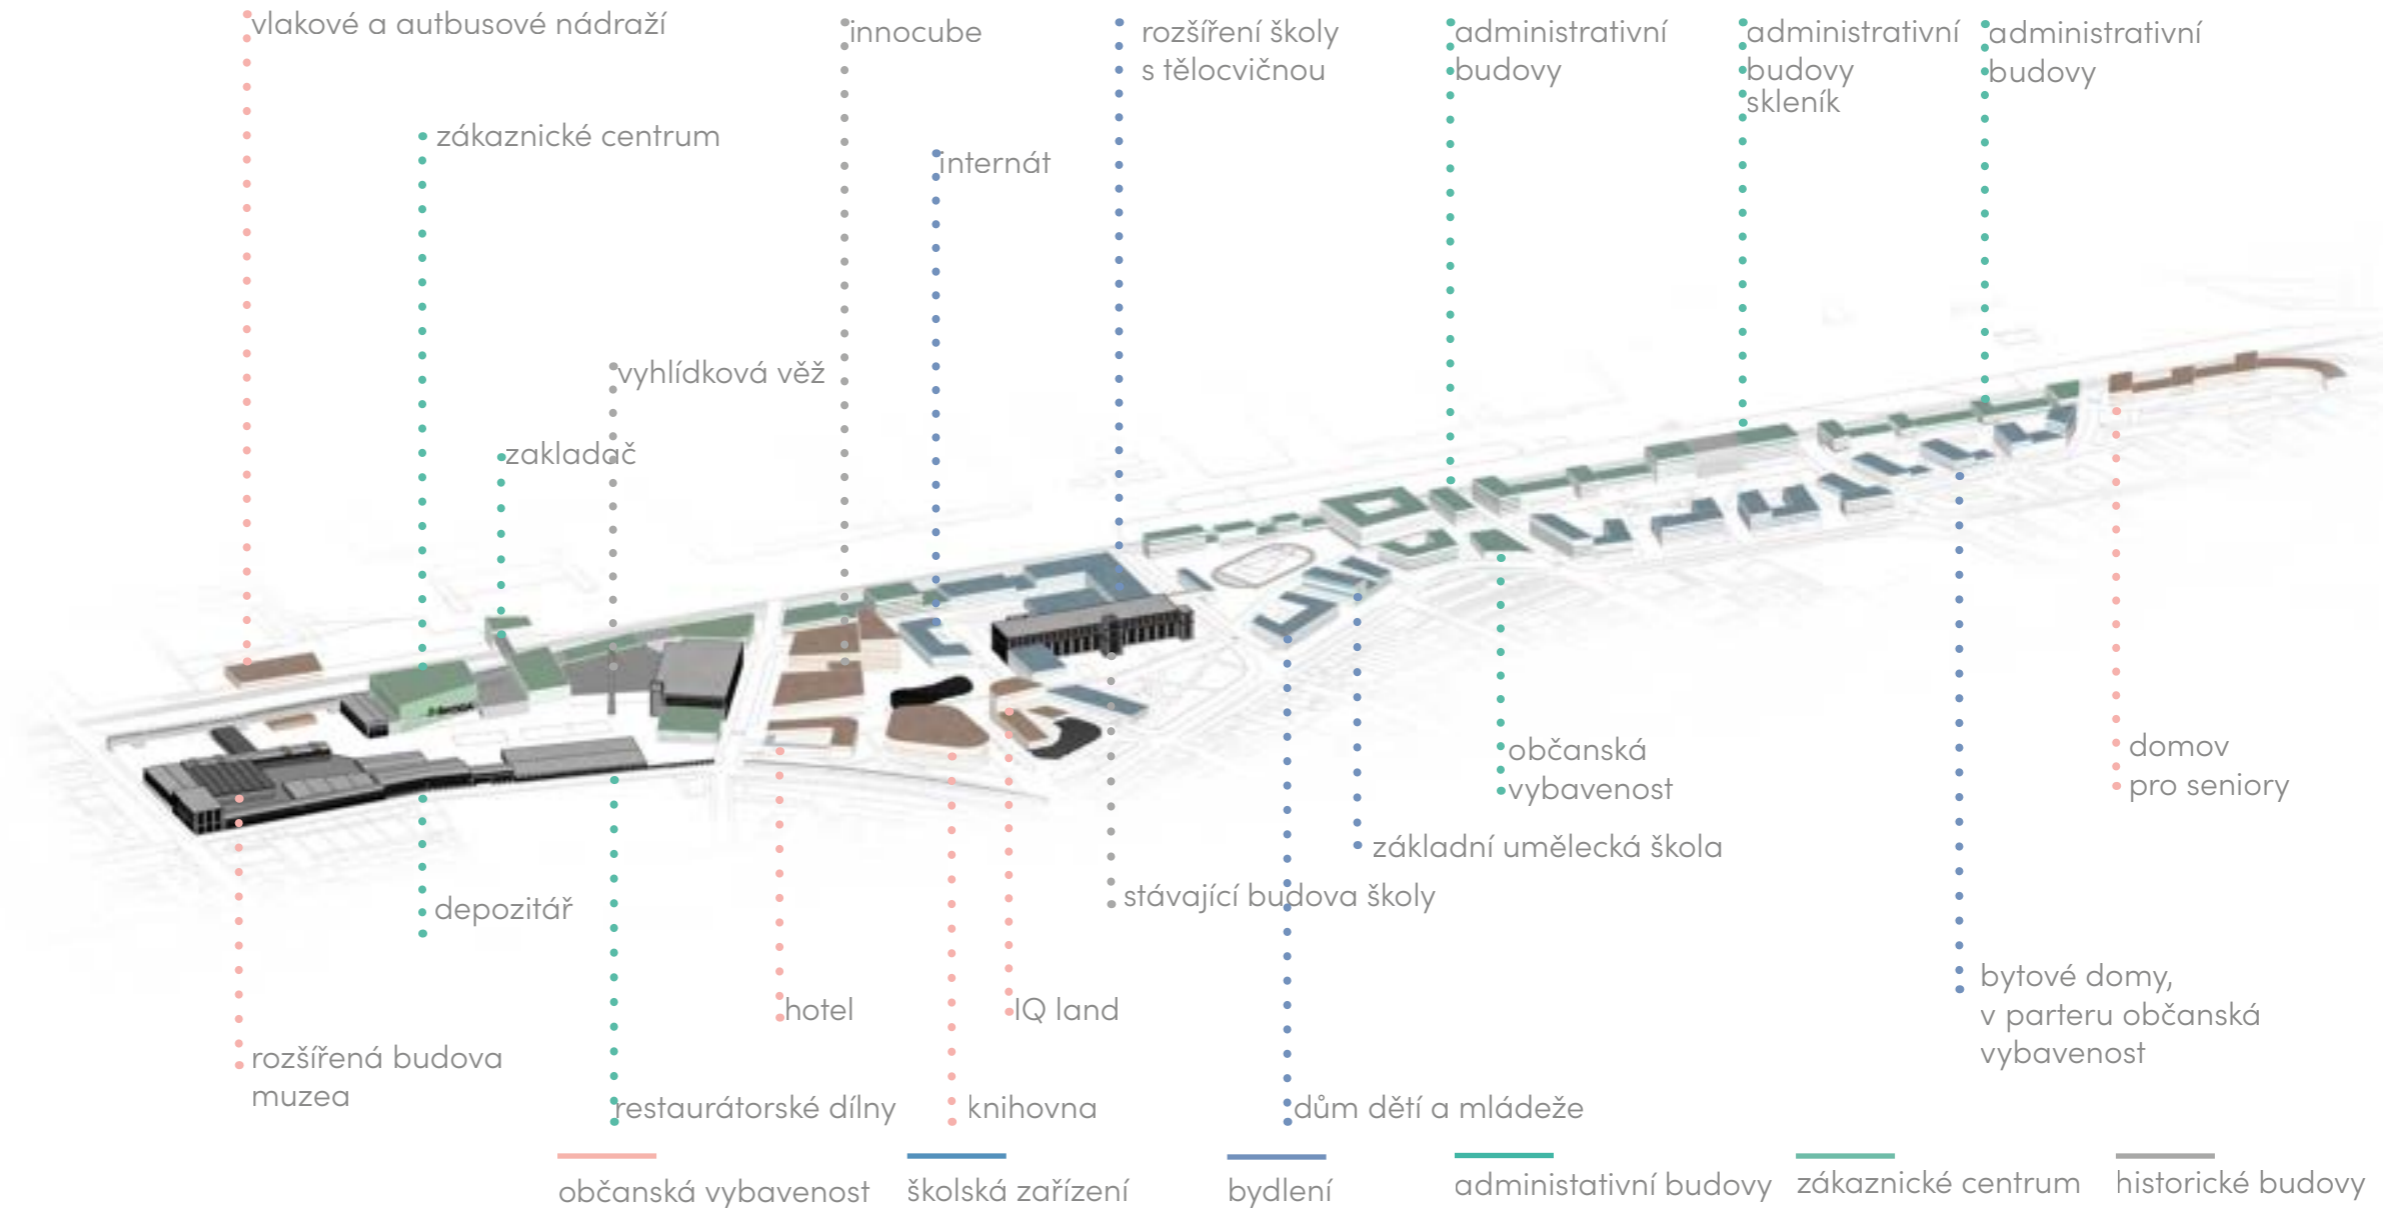 vlakové a autbusové nádraží
innocube
rozšíření školy
s tělocvičnou
administrativní
budovy
administrativní
budovy
skleník
administrativní
budovy
zákaznické centrum
internát
vyhlídková věž
zakladač
občanská
vybavenost
domov
pro seniory
základní umělecká škola
stávající budova školy
depozitář
bytové domy,
v parteru občanská
vybavenost
hotel
IQ land
rozšířená budova
muzea
restaurátorské dílny
knihovna
dům dětí a mládeže
občanská vybavenost
školská zařízení
bydlení
administativní budovy
zákaznické centrum
historické budovy